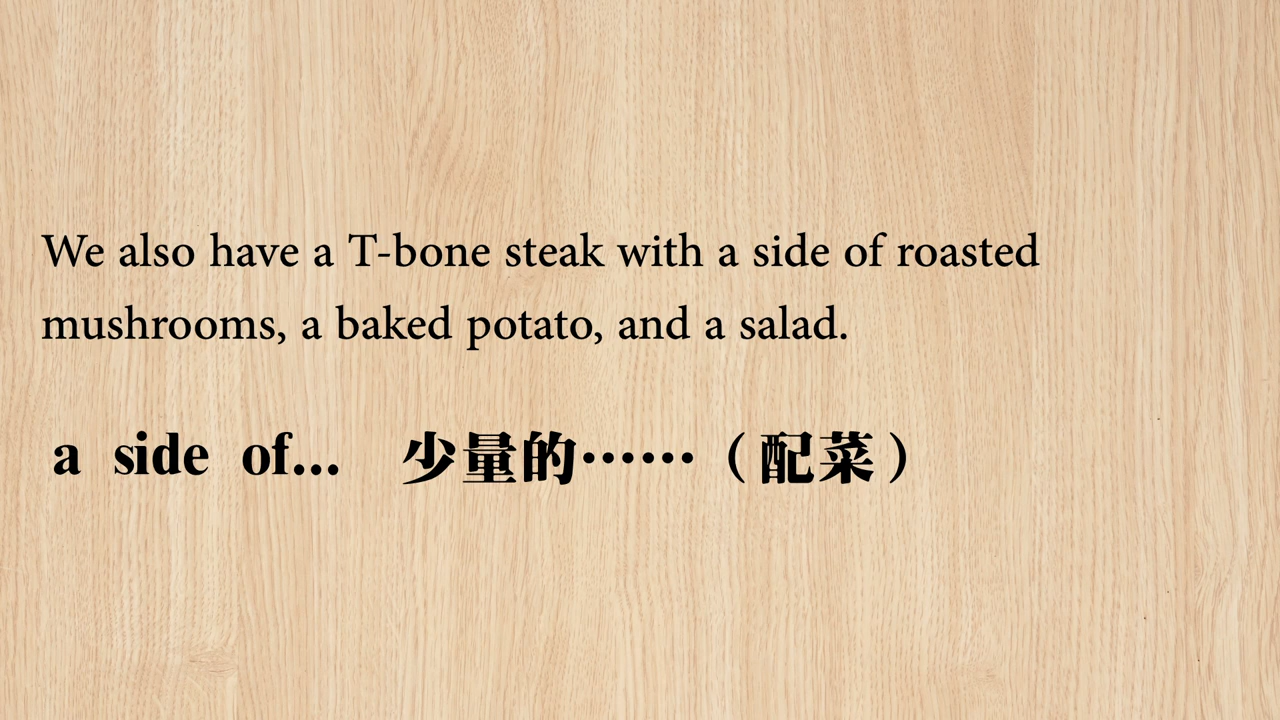 We also have a T-bone steak with a side of roasted
mushrooms, a baked potato, and a salad.
a side of... 少量的……（配菜）